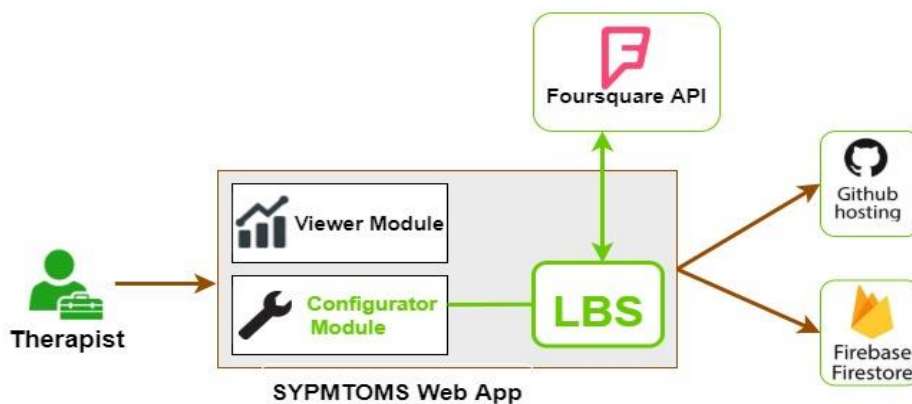 Foursquare API
Viewer Module
Configurator
Module
LBS
Therapist
SYPMTOMS Web App
Github
hosting
Firebase
Firestore